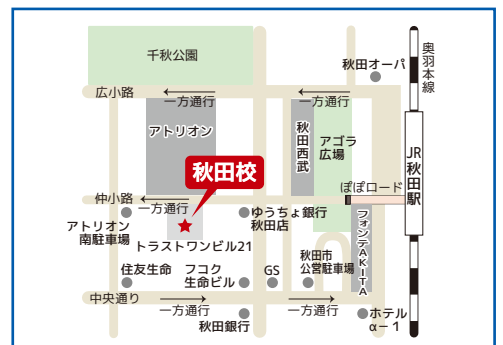 千秋公園
秋田オーパ
奥羽本線
広小路
一方通行
一方通行
アトリオン
秋田西武
アゴラ
広場
JR秋田駅
秋田校
ぽぽロード
仲小路
一方通行
アトリオン
南駐車場
ゆうちょ銀行
秋田店
フォンテAKITA
トラストワンビル21
住友生命
フコク
生命ビル
GS
秋田市
公営駐車場
中央通り
一方通行
一方通行
秋田銀行
ホテル
α－1